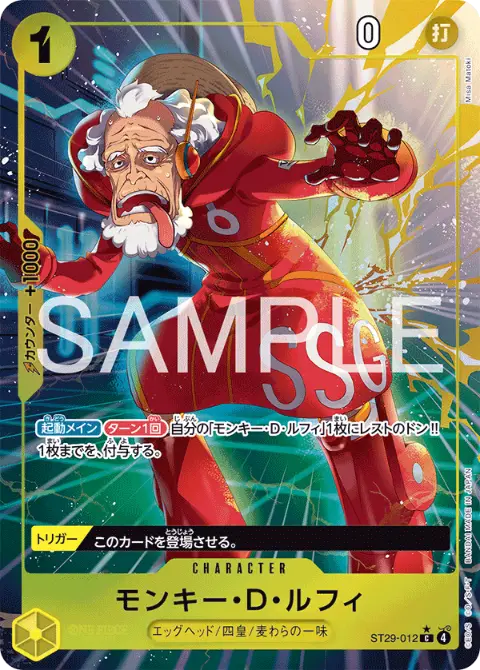 1
0
打
Misa Matoki
カウンター +1000
SAMPLE
SSG
起動メイン ターン1回 自分の「モンキー・D・ルフィ」1枚にレストのドン!!
1枚までを、付与する。
トリガー このカードを登場させる。
CHARACTER
モンキー・D・ルフィ
エッグヘッド/四皇/麦わらの一味
ST29-012 C 4
BANDAI MADE IN JAPAN